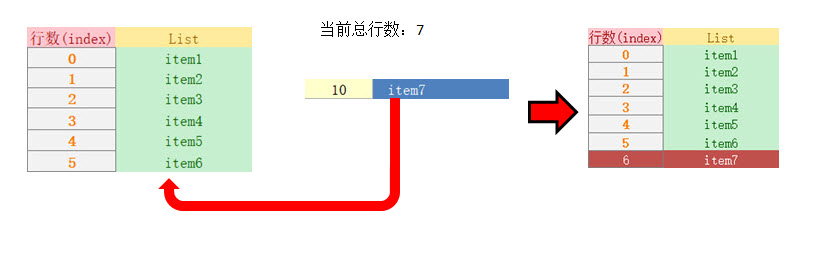 当前总行数：7
行数(index) List
0 item1
1 item2
2 item3
3 item4
4 item5
5 item6
10 item7
行数(index) List
0 item1
1 item2
2 item3
3 item4
4 item5
5 item6
6 item7